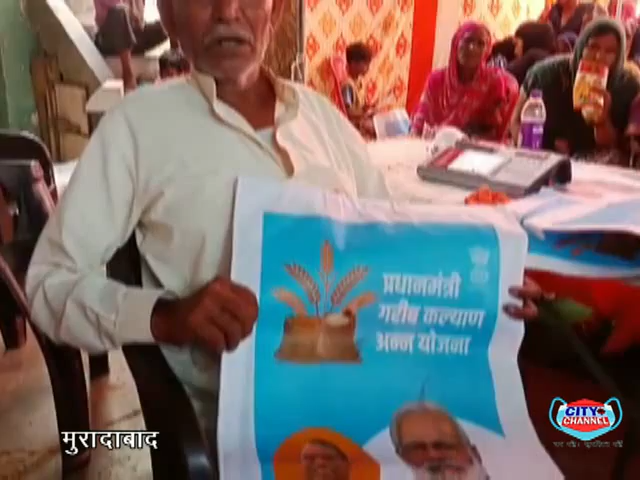 प्रधानमंत्री
गरीब कल्याण
अन्न योजना
मुरादाबाद
CITY
CHANNEL